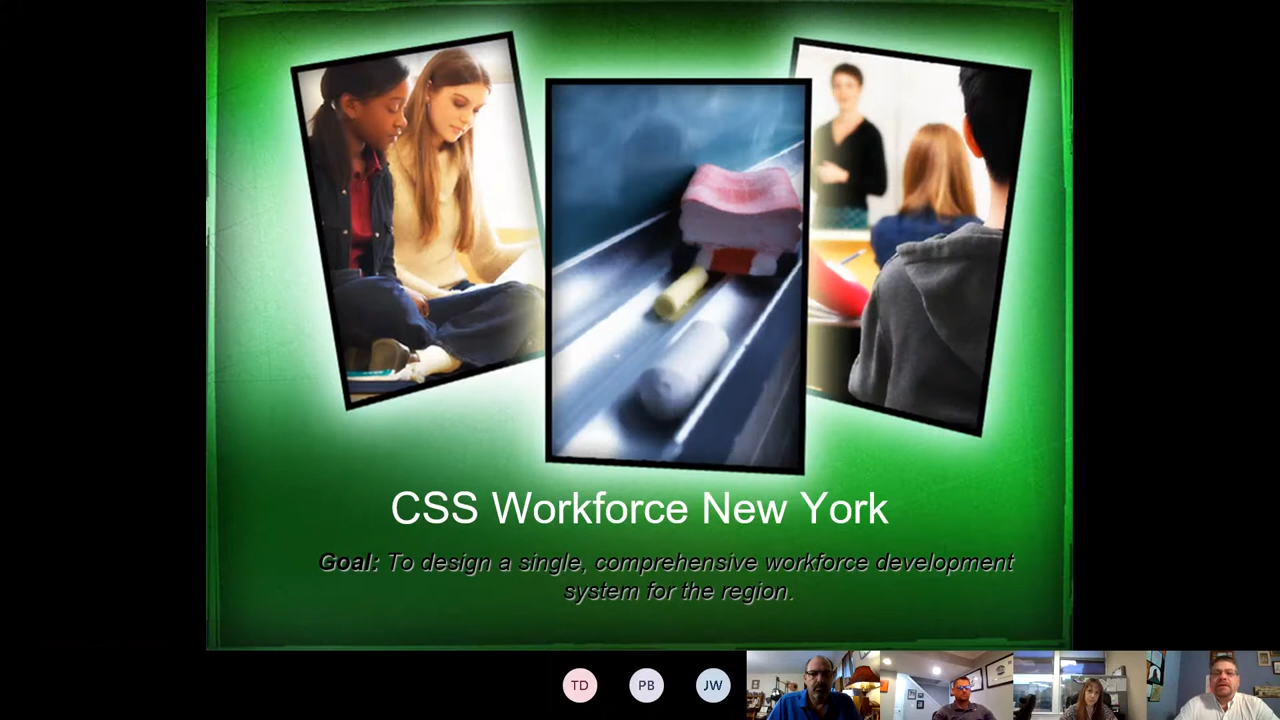 CSS Workforce New York
Goal: To design a single, comprehensive workforce development
system for the region.
TD PB JW